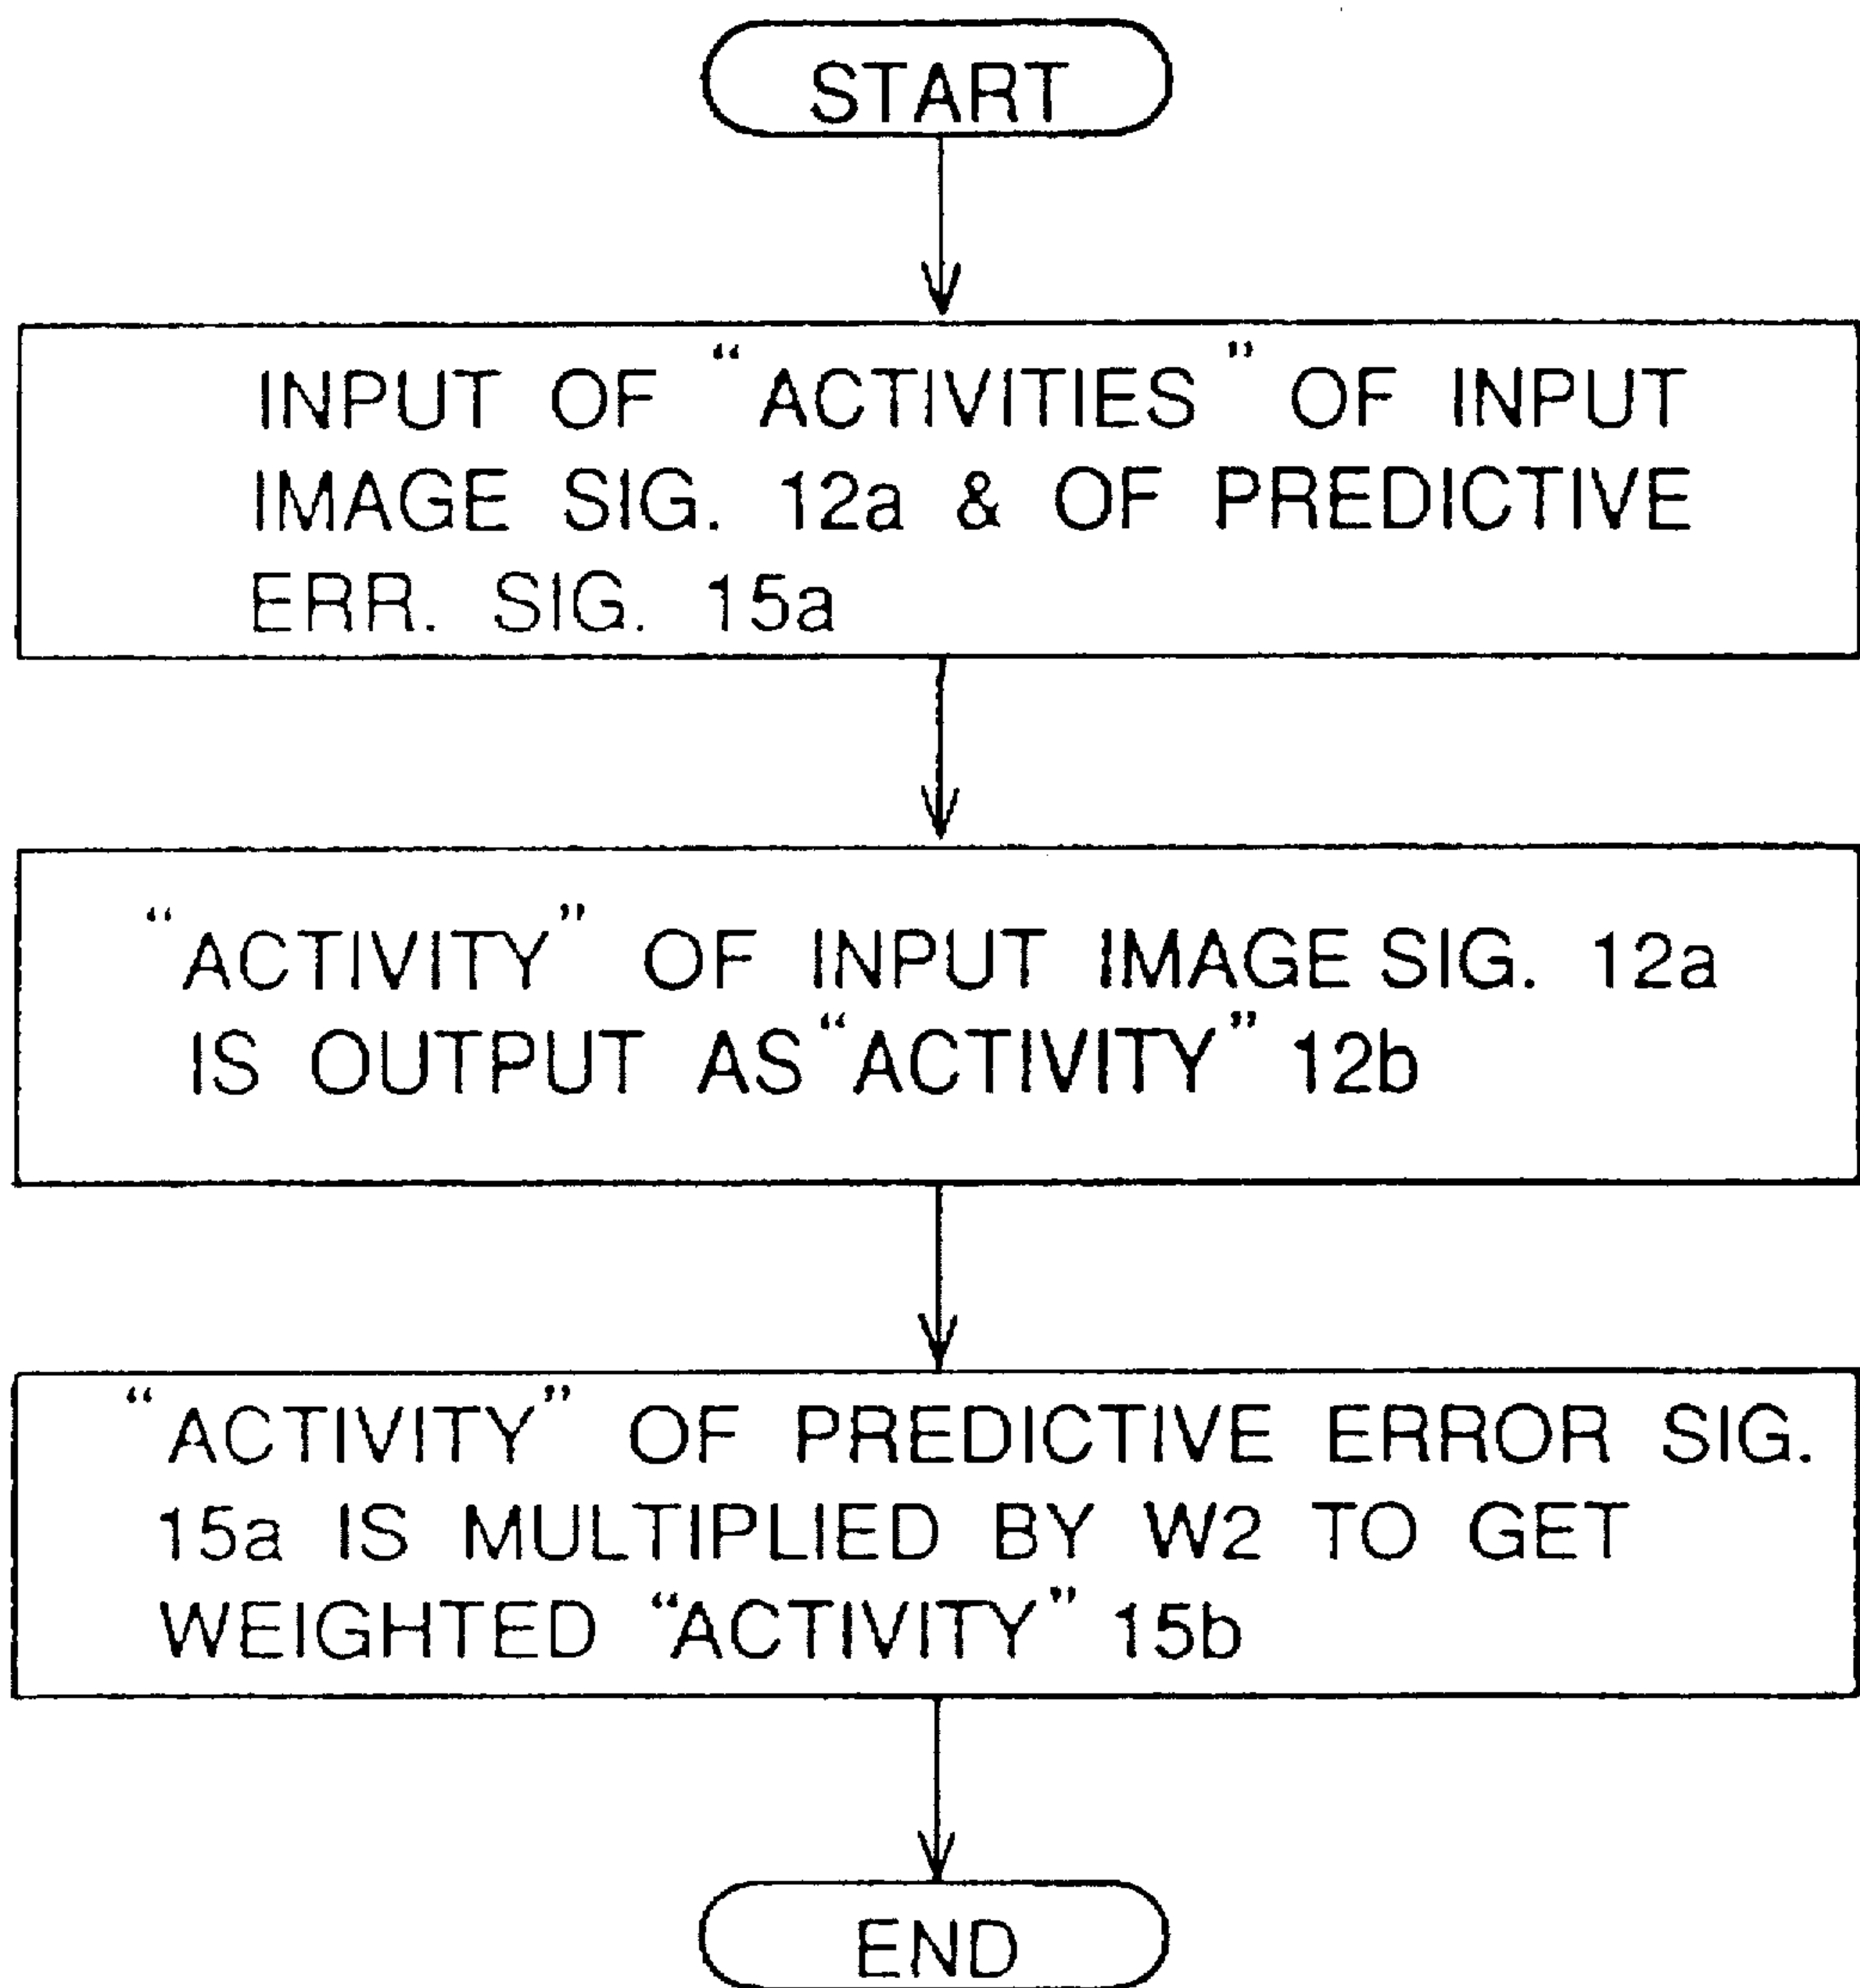 START
INPUT OF “ACTIVITIES” OF INPUT
IMAGE SIG. 12a & OF PREDICTIVE
ERR. SIG. 15a
“ACTIVITY” OF INPUT IMAGE SIG. 12a
IS OUTPUT AS “ACTIVITY” 12b
“ACTIVITY” OF PREDICTIVE ERROR SIG.
15a IS MULTIPLIED BY W2 TO GET
WEIGHTED “ACTIVITY” 15b
END